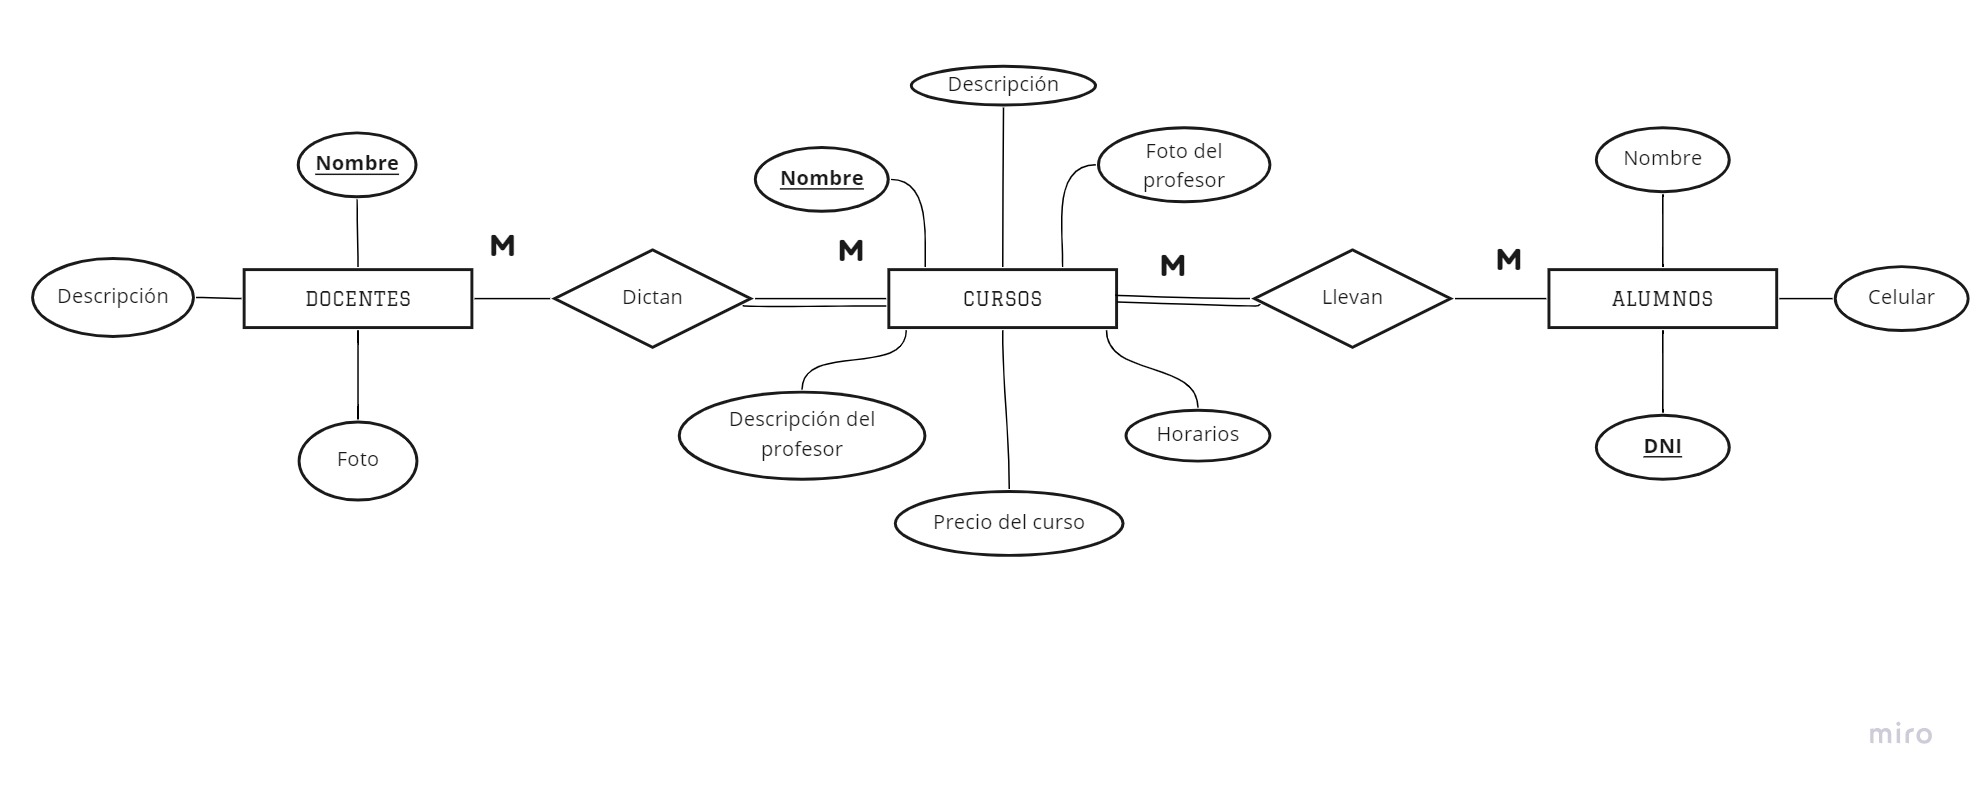 Descripción
Nombre
Nombre
Foto del
profesor
Nombre
M
M
M
M
Descripción
DOCENTES
Dictan
CURSOS
Llevan
ALUMNOS
Celular
Foto
Descripción del
profesor
Horarios
DNI
Precio del curso
miro